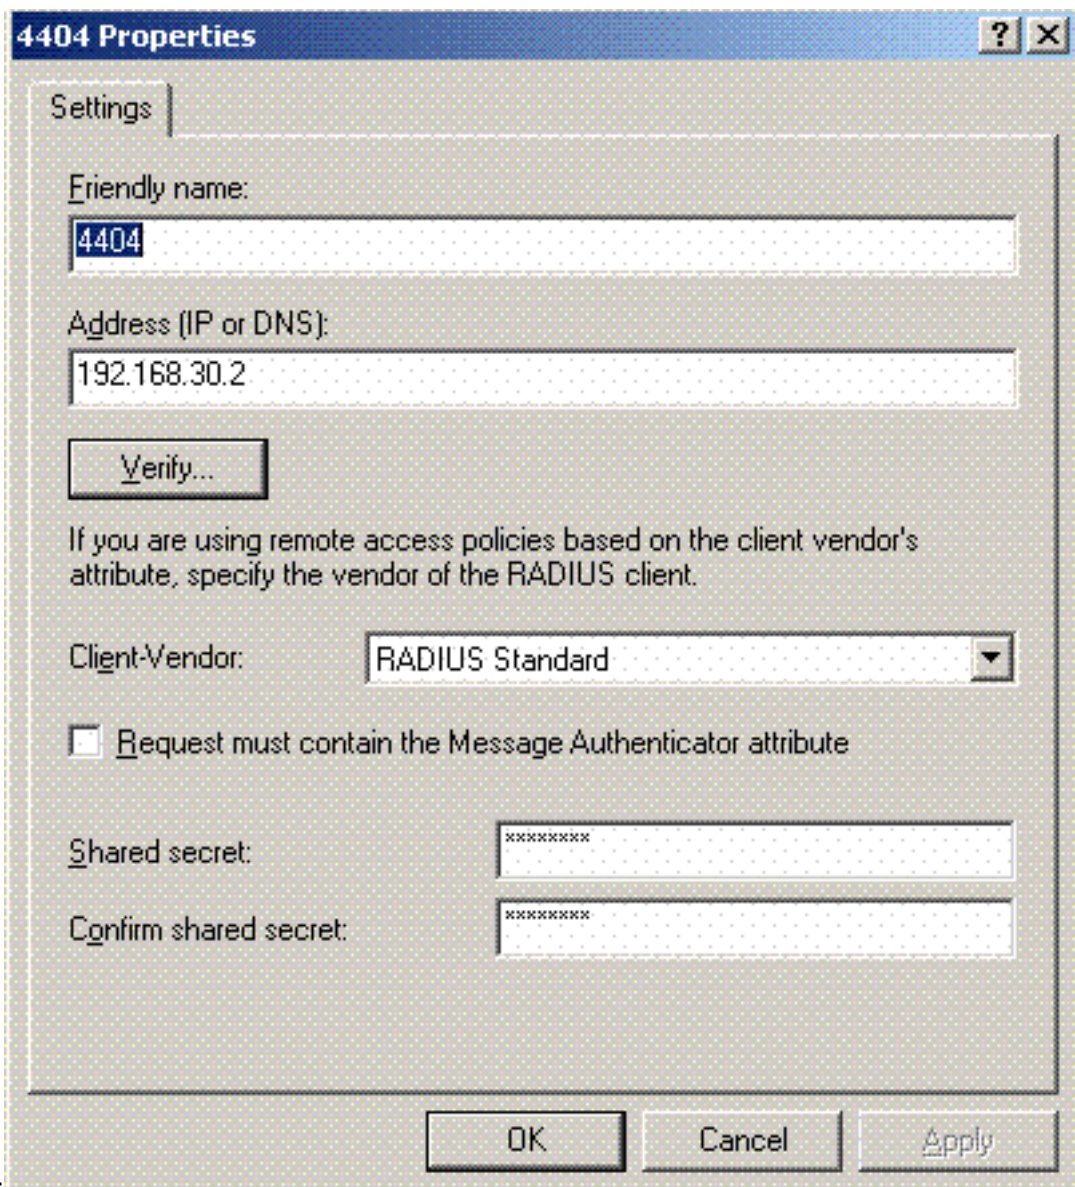 4404 Properties
Settings
Friendly name:
4404
Address (IP or DNS):
192.168.30.2
Verify...
If you are using remote access policies based on the client vendor's
attribute, specify the vendor of the RADIUS client.
Client-Vendor: RADIUS Standard
Request must contain the Message Authenticator attribute
Shared secret: xxxxxxxx
Confirm shared secret: xxxxxxxx
OK Cancel Apply